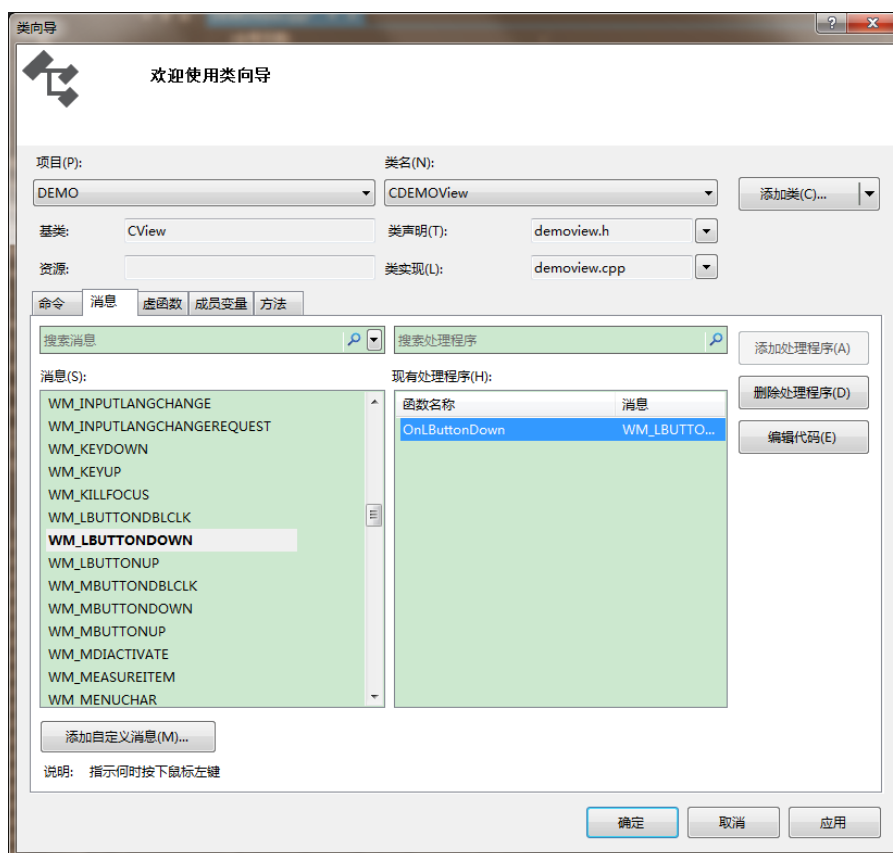 类向导
欢迎使用类向导
项目(P):
类名(N):
DEMO
CDEMOView
添加类(C)...
基类:
CView
类声明(T):
demoview.h
资源:
类实现(L):
demoview.cpp
命令
消息
虚函数
成员变量
方法
搜索消息
搜索处理程序
添加处理程序(A)
消息(S):
现有处理程序(H):
删除处理程序(D)
WM_INPUTLANGCHANGE
函数名称
消息
WM_INPUTLANGCHANGEREQUEST
OnLButtonDown
WM_LBUTTO...
编辑代码(E)
WM_KEYDOWN
WM_KEYUP
WM_KILLFOCUS
WM_LBUTTONDBLCLK
WM_LBUTTONDOWN
WM_LBUTTONUP
WM_MBUTTONDBLCLK
WM_MBUTTONDOWN
WM_MBUTTONUP
WM_MDIACTIVATE
WM_MEASUREITEM
WM_MENUCHAR
添加自定义消息(M)...
说明: 指示何时按下鼠标左键
确定
取消
应用